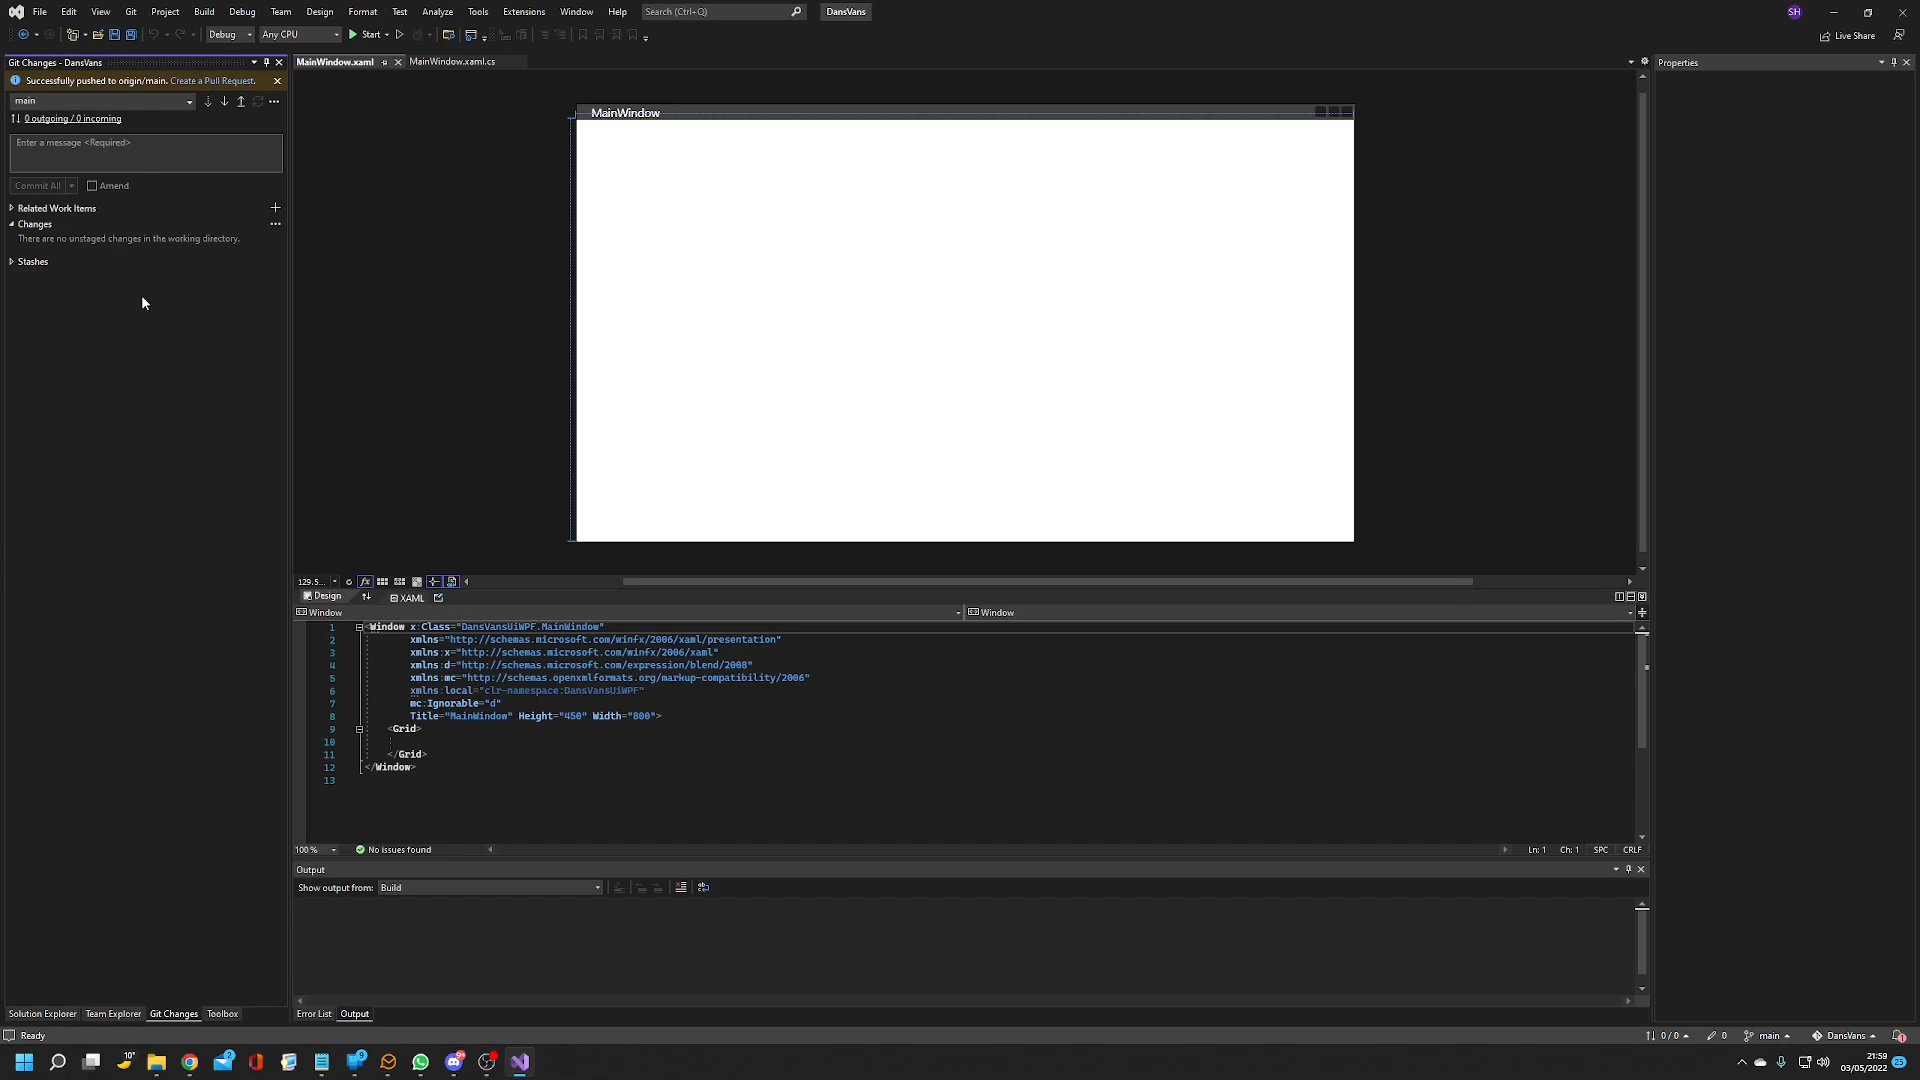 File Edit View Git Project Build Debug Team Design Format Test Analyze Tools Extensions Window Help Search (Ctrl+Q) DansVans SH
Debug Any CPU Start Live Share
Git Changes - DansVans
MainWindow.xaml MainWindow.xaml.cs
Properties
Successfully pushed to origin/main. Create a Pull Request.
main
0 outgoing / 0 incoming
Enter a message <Required>
Commit All Amend
Related Work Items
Changes
There are no unstaged changes in the working directory.
Stashes
MainWindow
129.5...
Design XAML
Window Window
1 <Window x:Class="DansVansUiWPF.MainWindow"
2 xmlns="http://schemas.microsoft.com/winfx/2006/xaml/presentation"
3 xmlns:x="http://schemas.microsoft.com/winfx/2006/xaml"
4 xmlns:d="http://schemas.microsoft.com/expression/blend/2008"
5 xmlns:mc="http://schemas.openxmlformats.org/markup-compatibility/2006"
6 xmlns:local="clr-namespace:DansVansUiWPF"
7 mc:Ignorable="d"
8 Title="MainWindow" Height="450" Width="800">
9 <Grid>
10
11 </Grid>
12 </Window>
13
100 % No issues found Ln: 1 Ch: 1 SPC CRLF
Output
Show output from: Build
Solution Explorer Team Explorer Git Changes Toolbox Error List Output
Ready 0 / 0 0 main DansVans 1
10° 2 9 21:59
03/05/2022 25